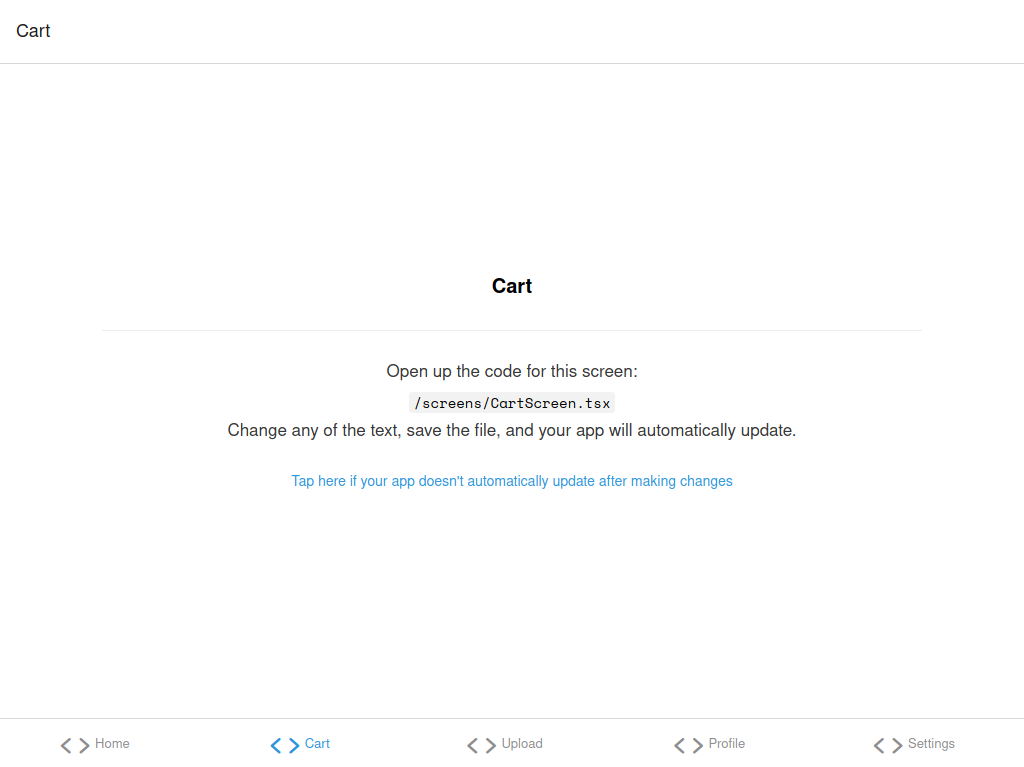 Cart
Cart
Open up the code for this screen:
/screens/CartScreen.tsx
Change any of the text, save the file, and your app will automatically update.
Tap here if your app doesn't automatically update after making changes
Home Cart Upload Profile Settings